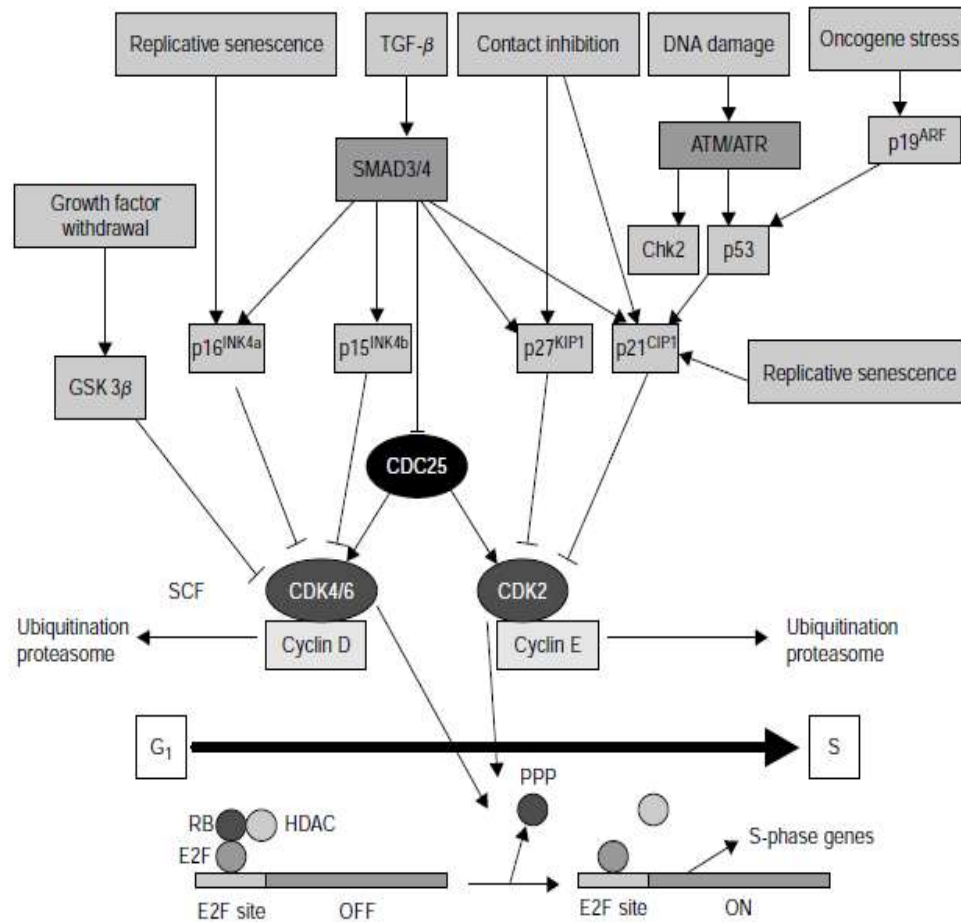 Replicative senescence
TGF-β
Contact inhibition
DNA damage
Oncogene stress
ATM/ATR
p19ARF
SMAD3/4
Growth factor
withdrawal
Chk2
p53
p16INK4a
p15INK4b
p27KIP1
p21CIP1
GSK 3β
Replicative senescence
CDC25
SCF
CDK4/6
CDK2
Ubiquitination
proteasome
Cyclin D
Cyclin E
Ubiquitination
proteasome
G1
S
PPP
RB
HDAC
E2F
S-phase genes
E2F site
OFF
E2F site
ON